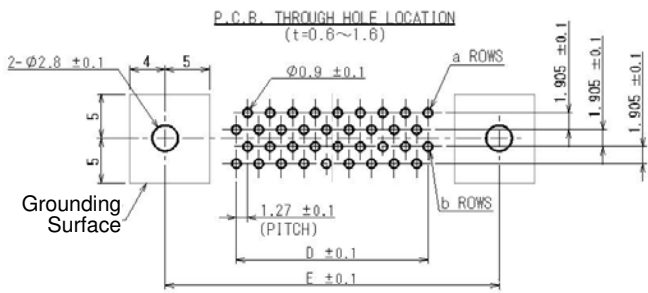 P.C.B. THROUGH HOLE LOCATION
(t=0.6～1.6)
2-Φ2.8 ±0.1
4
5
Φ0.9 ±0.1
a ROWS
1.905 ±0.1
1.905 ±0.1
1.905 ±0.1
5
5
Grounding
Surface
1.27 ±0.1
(PITCH)
b ROWS
D ±0.1
E ±0.1